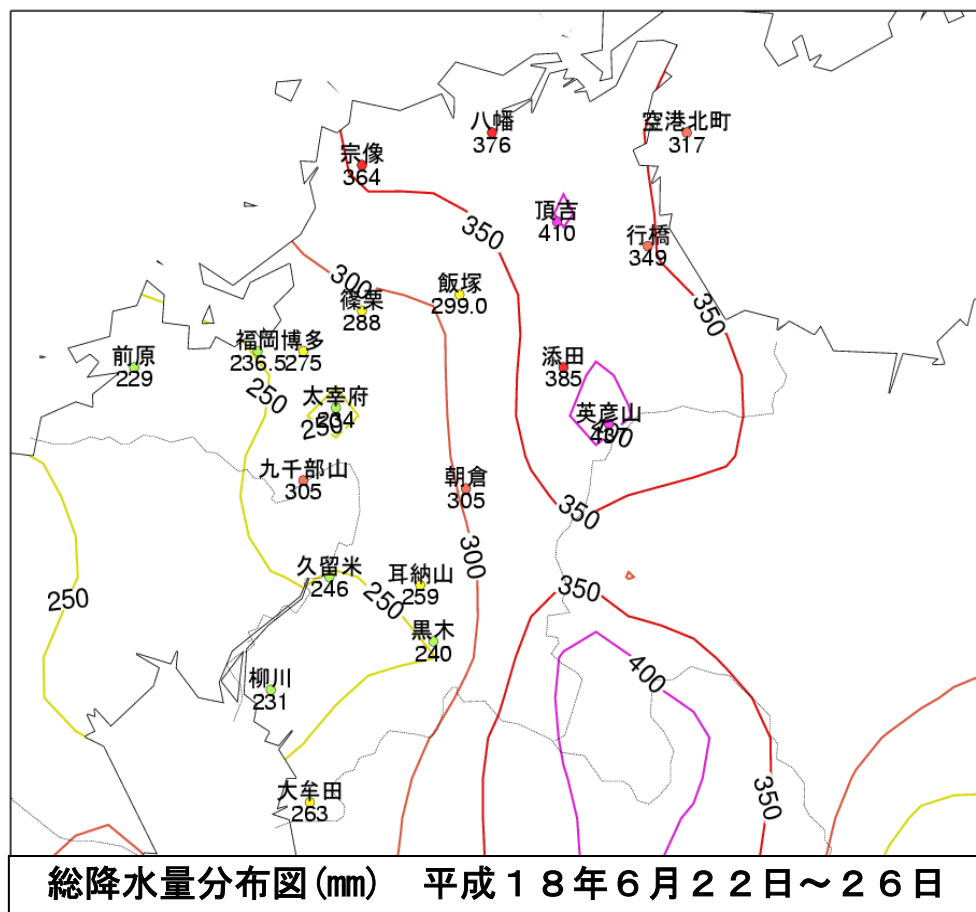 八幡
376
空港北町
317
宗像
364
頂吉
410
350
行橋
349
300
飯塚
299.0
篠栗
288
350
福岡
236.5
博多
275
前原
229
添田
385
250
太宰府
234
250
英彦山
九千部山
305
朝倉
305
350
300
久留米
246
耳納山
259
350
250
250
黒木
240
400
柳川
231
大牟田
263
350
総降水量分布図(mm) 平成18年6月22日~26日